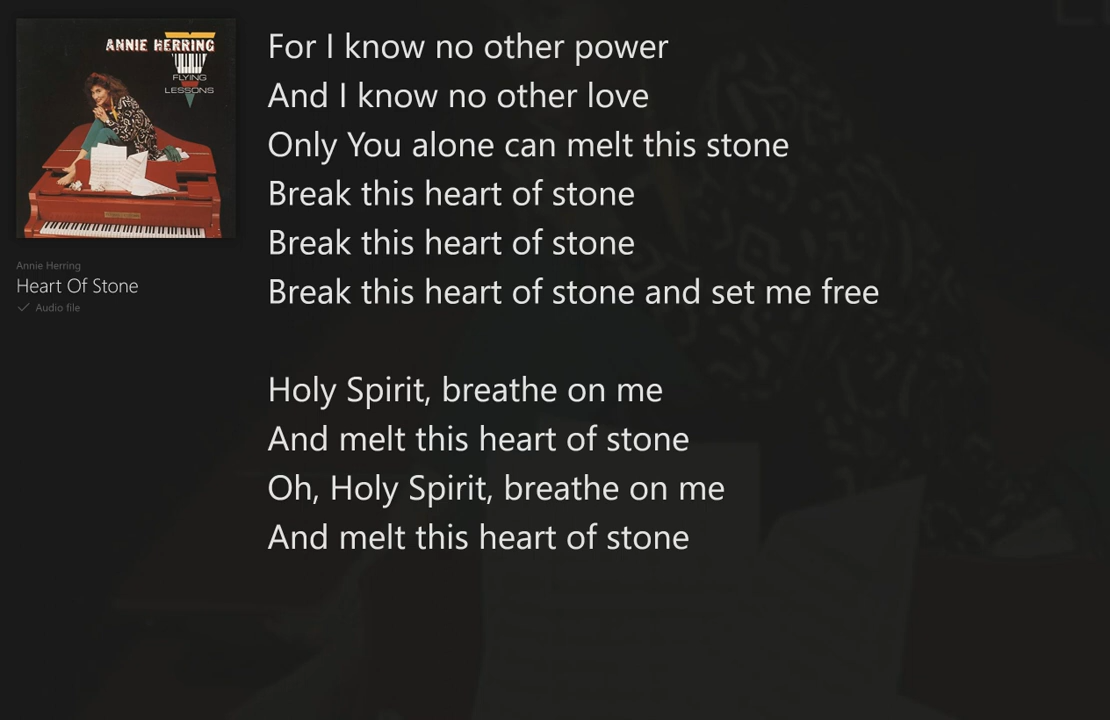 ANNIE HERRING
FLYING
LESSONS
Annie Herring
Heart Of Stone
Audio file
For I know no other power
And I know no other love
Only You alone can melt this stone
Break this heart of stone
Break this heart of stone
Break this heart of stone and set me free
Holy Spirit, breathe on me
And melt this heart of stone
Oh, Holy Spirit, breathe on me
And melt this heart of stone